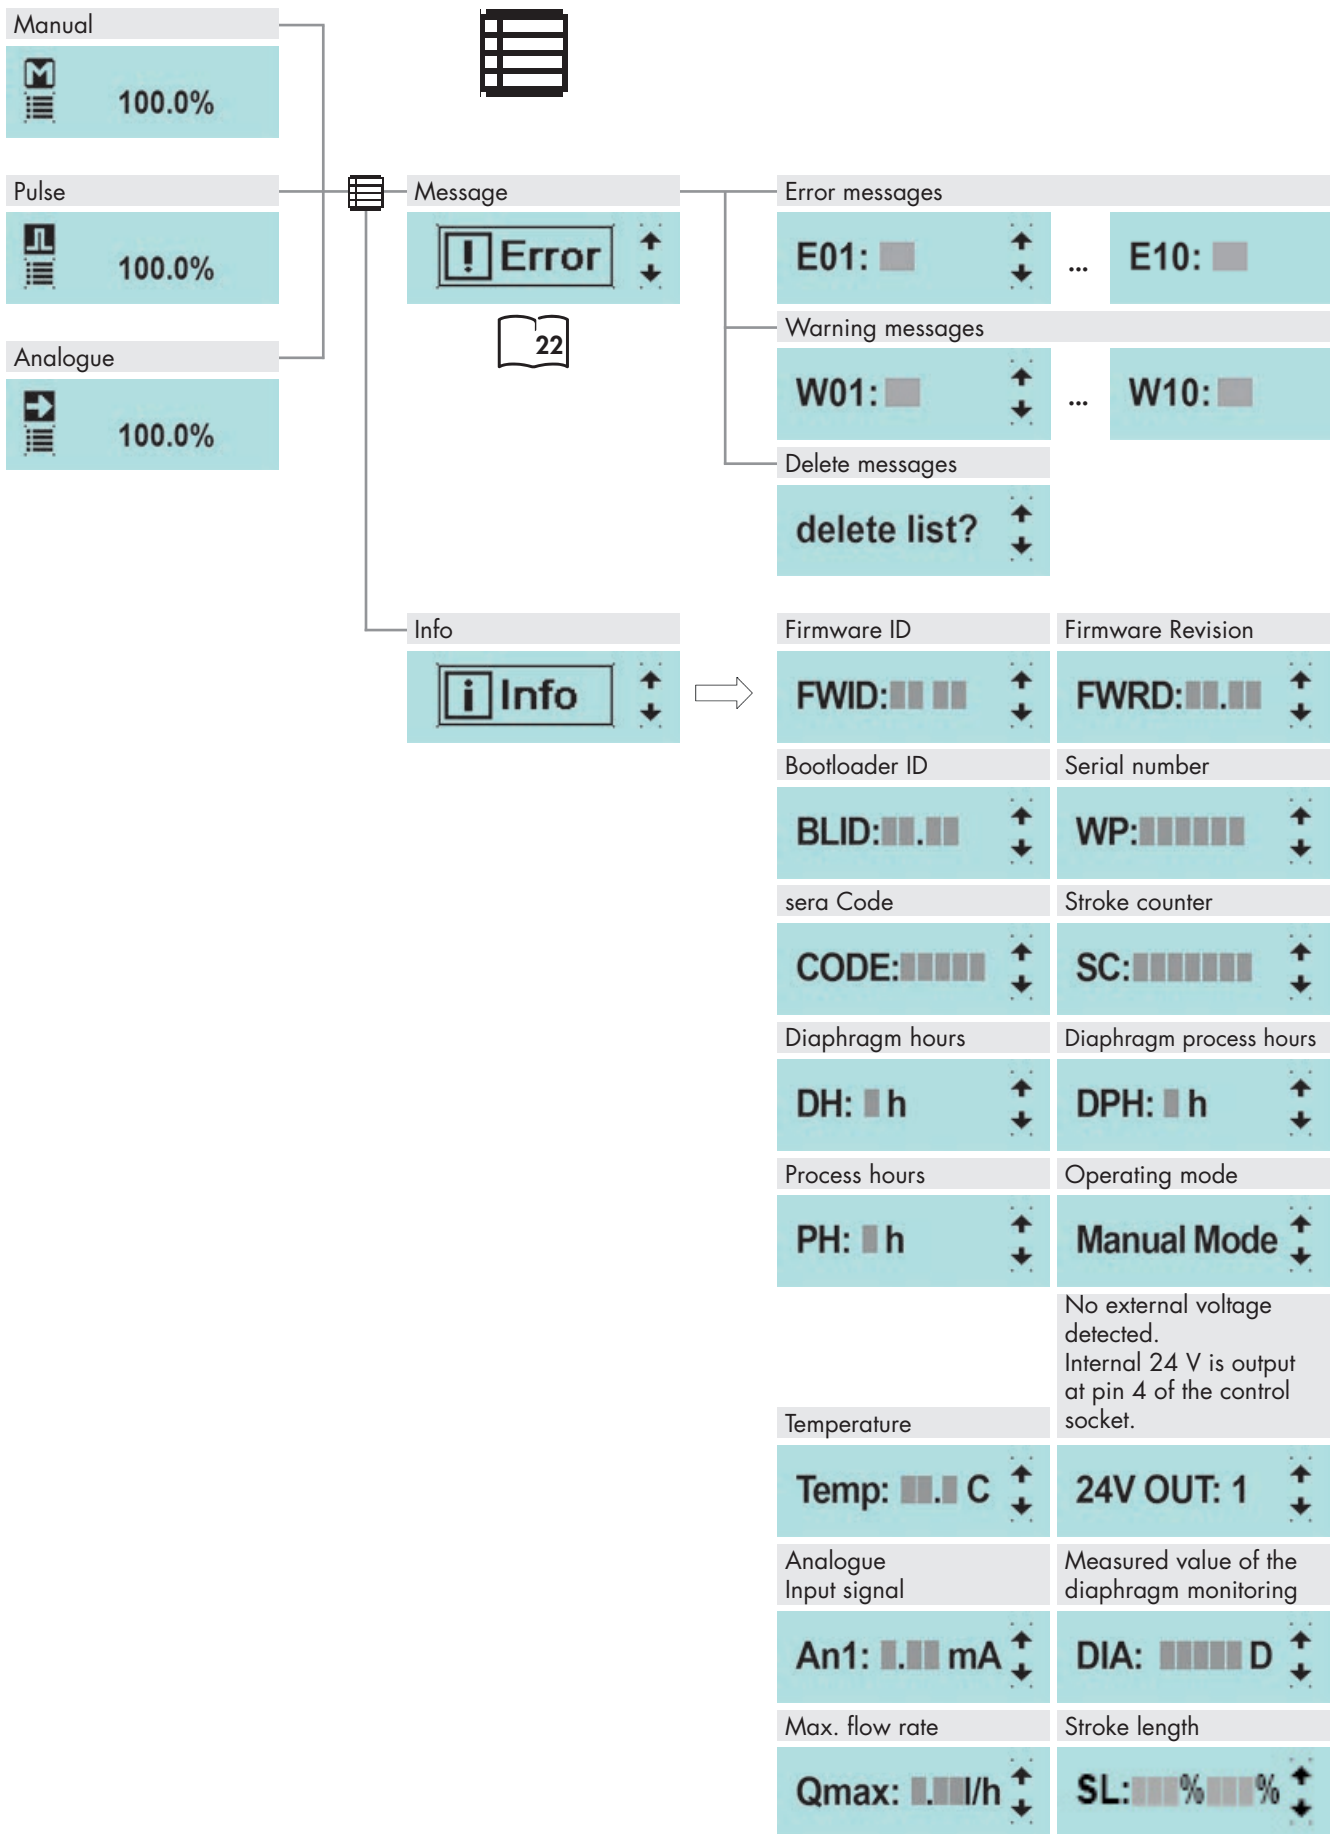 Manual
M
100.0%
Pulse
100.0%
Analogue
100.0%
Message
! Error
22
Error messages
E01:
...
E10:
Warning messages
W01:
...
W10:
Delete messages
delete list?
Info
i Info
Firmware ID
FWID:
Firmware Revision
FWRD: .
Bootloader ID
BLID: .
Serial number
WP:
sera Code
CODE:
Stroke counter
SC:
Diaphragm hours
DH: h
Diaphragm process hours
DPH: h
Process hours
PH: h
Operating mode
Manual Mode
Temperature
Temp: . C
No external voltage
detected.
Internal 24 V is output
at pin 4 of the control
socket.
24V OUT: 1
Analogue
Input signal
An1: . mA
Measured value of the
diaphragm monitoring
DIA: D
Max. flow rate
Qmax: . l/h
Stroke length
SL: % %